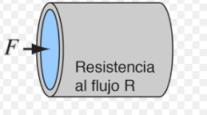 F
Resistencia
al flujo R